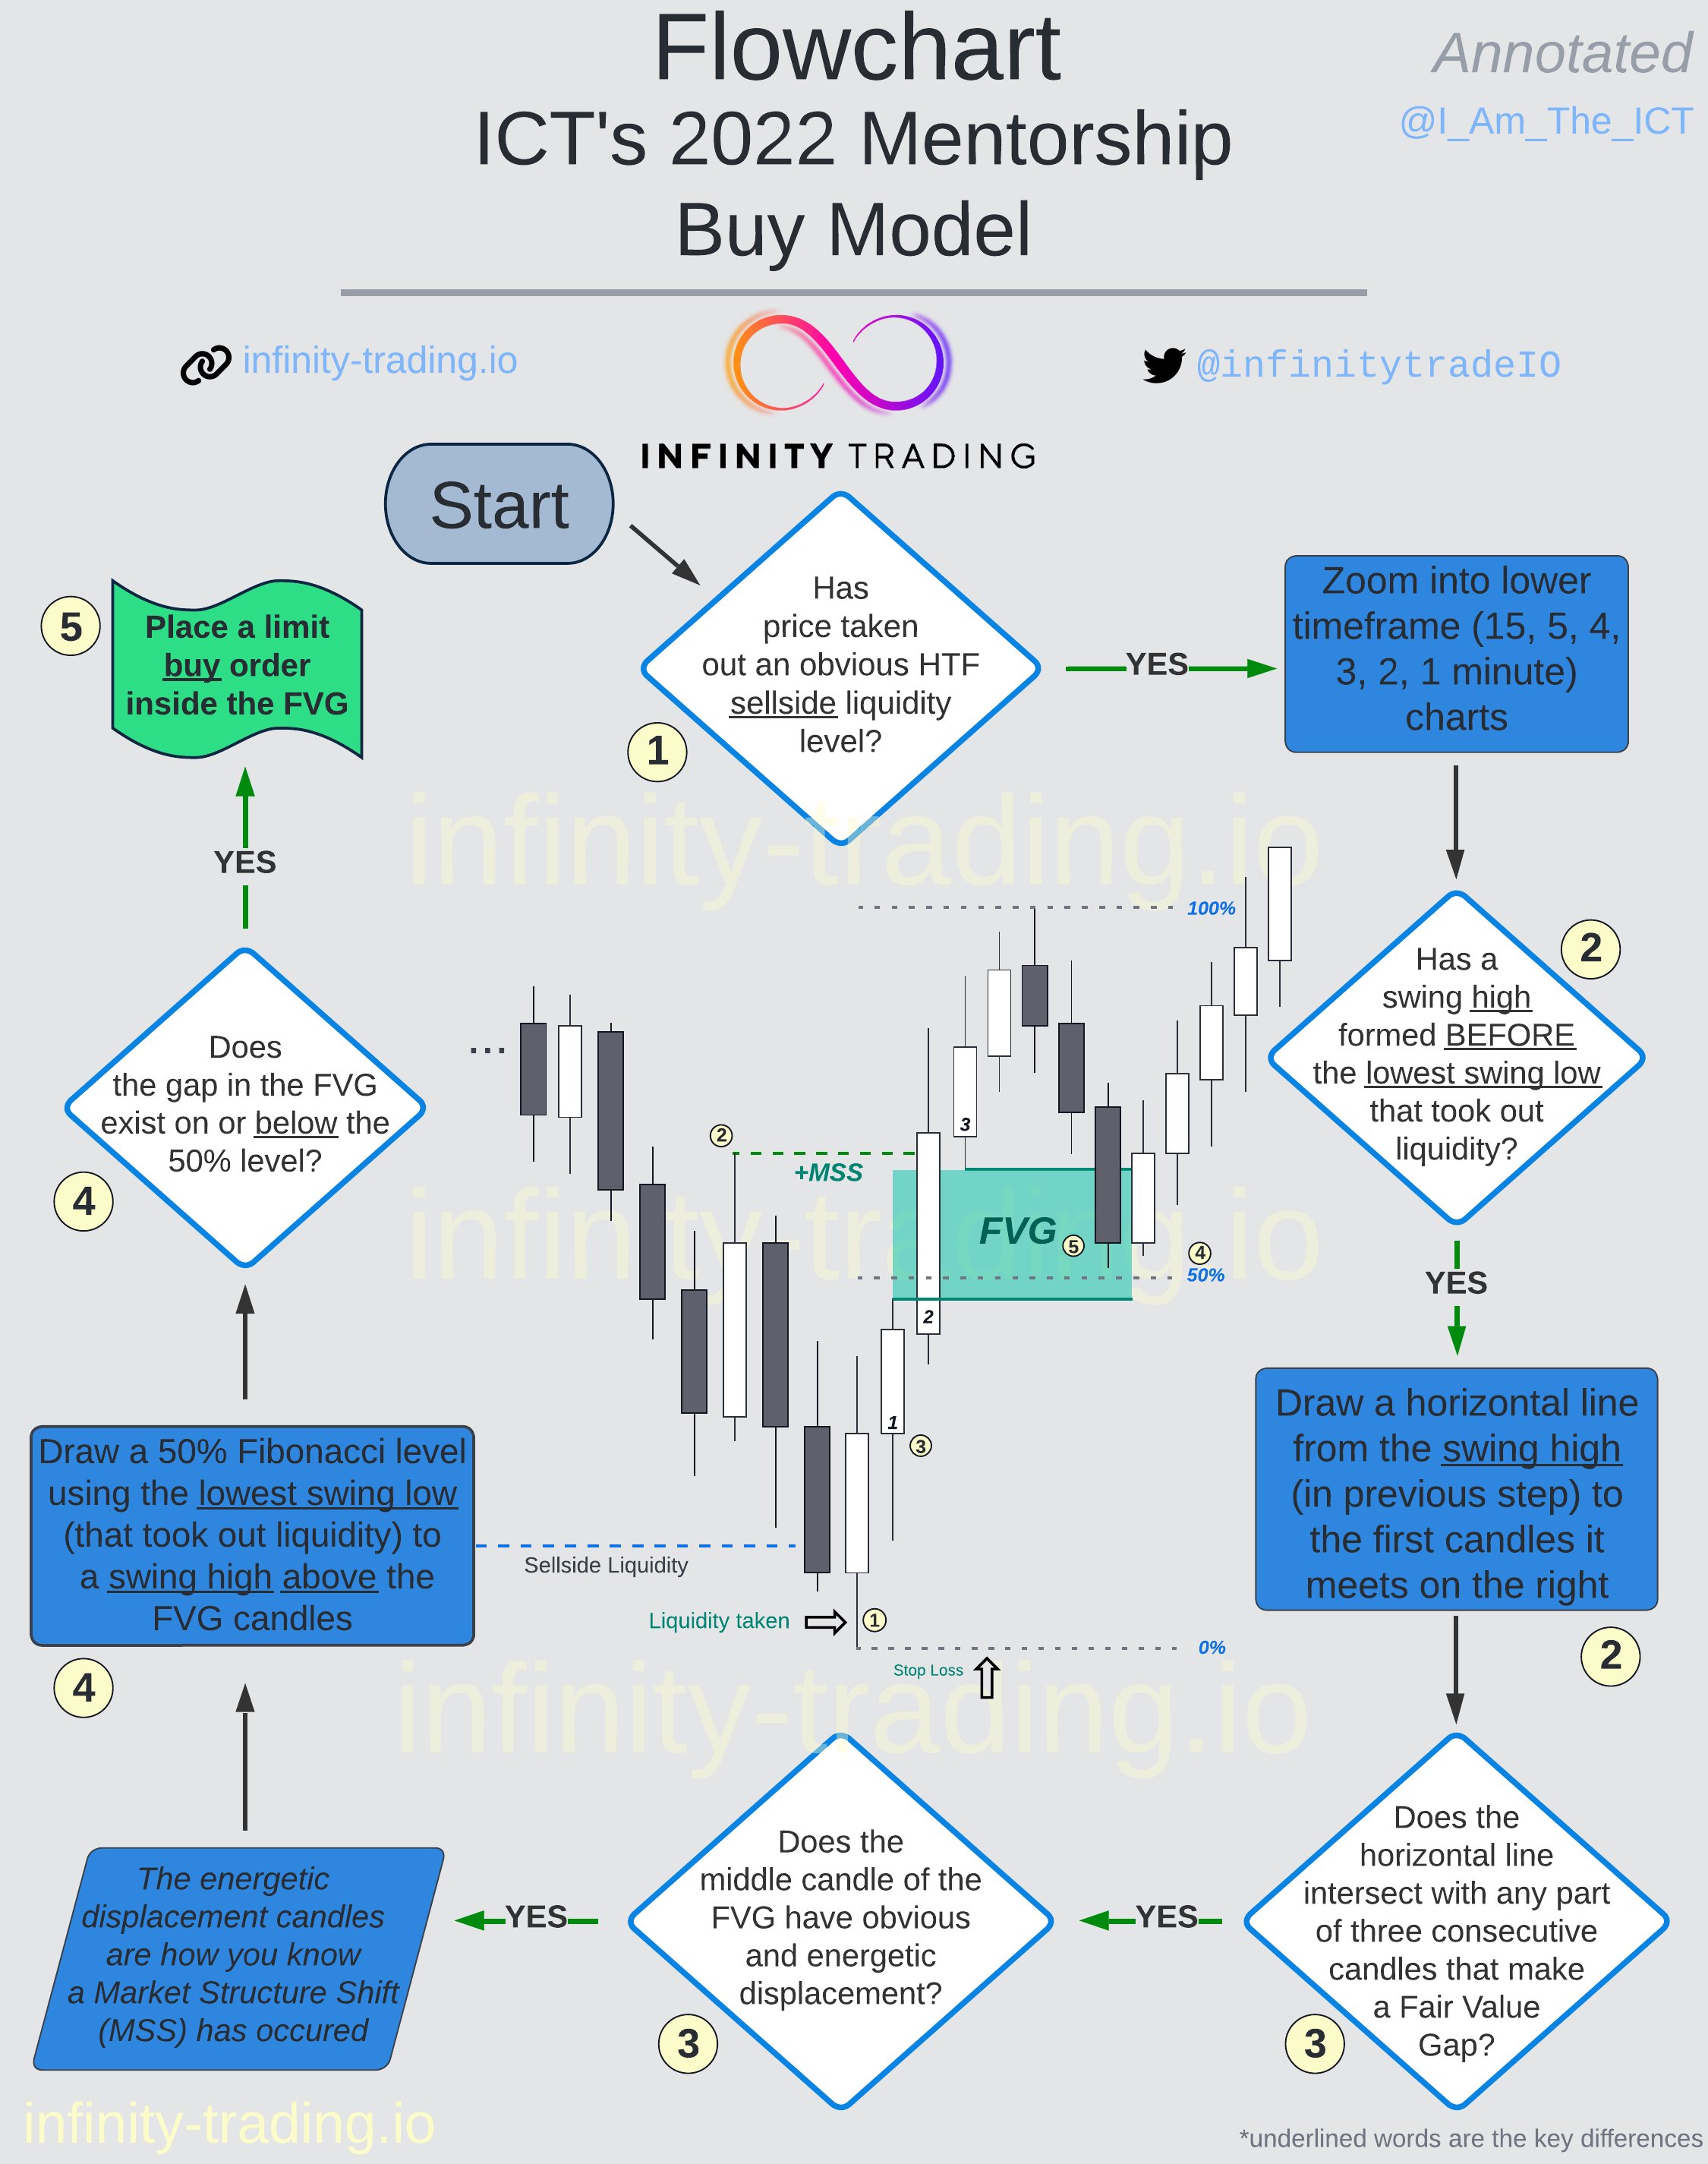 Flowchart
ICT's 2022 Mentorship
Buy Model
Annotated
@I_Am_The_ICT
infinity-trading.io
@infinitytradeIO
INFINITY TRADING
Start
Has
price taken
out an obvious HTF
sellside liquidity
level?
1
YES
Zoom into lower
timeframe (15, 5, 4,
3, 2, 1 minute)
charts
Has a
swing high
formed BEFORE
the lowest swing low
that took out
liquidity?
2
YES
Draw a horizontal line
from the swing high
(in previous step) to
the first candles it
meets on the right
2
Does the
horizontal line
intersect with any part
of three consecutive
candles that make
a Fair Value
Gap?
3
YES
Does the
middle candle of the
FVG have obvious
and energetic
displacement?
3
YES
The energetic
displacement candles
are how you know
a Market Structure Shift
(MSS) has occured
Draw a 50% Fibonacci level
using the lowest swing low
(that took out liquidity) to
a swing high above the
FVG candles
4
Does
the gap in the FVG
exist on or below the
50% level?
4
YES
Place a limit
buy order
inside the FVG
5
infinity-trading.io
100%
...
3
2
+MSS
FVG
5
4
50%
2
1
3
Sellside Liquidity
Liquidity taken
1
0%
Stop Loss
infinity-trading.io
infinity-trading.io
infinity-trading.io
*underlined words are the key differences